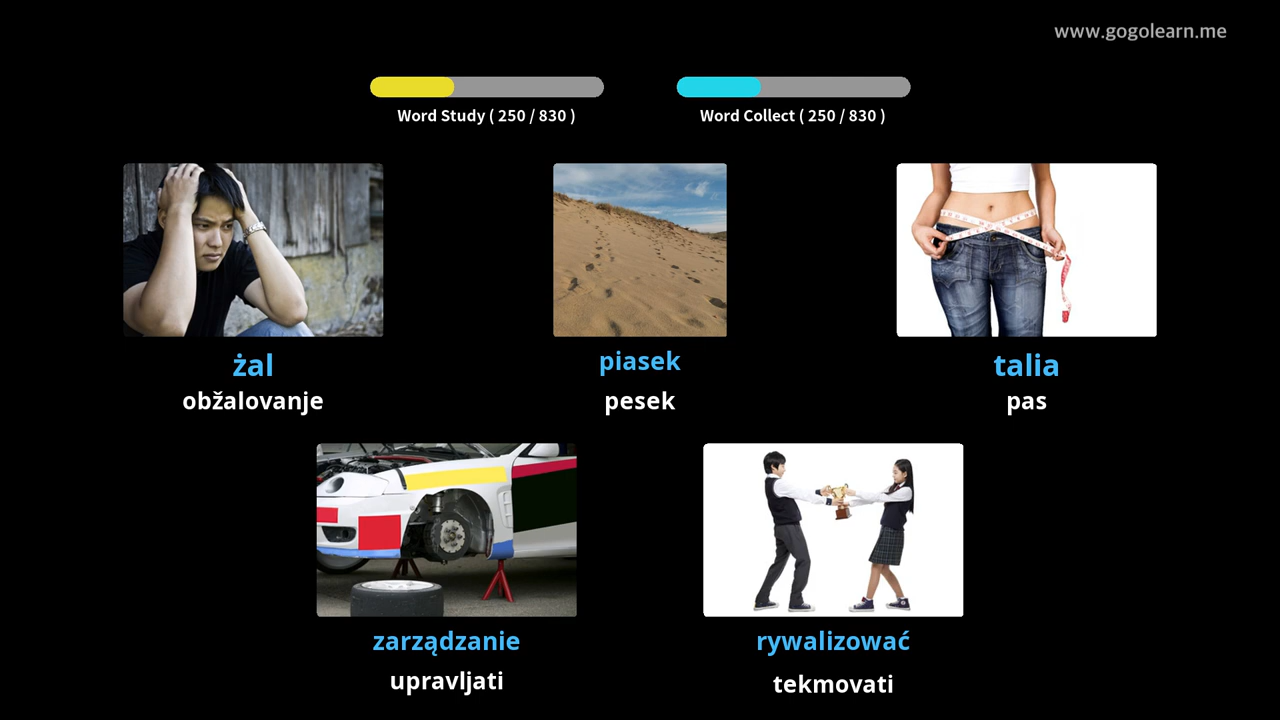 www.gogolearn.me
Word Study ( 250 / 830 )
Word Collect ( 250 / 830 )
żal
obžalovanje
piasek
pesek
talia
pas
zarządzanie
upravljati
rywalizować
tekmovati